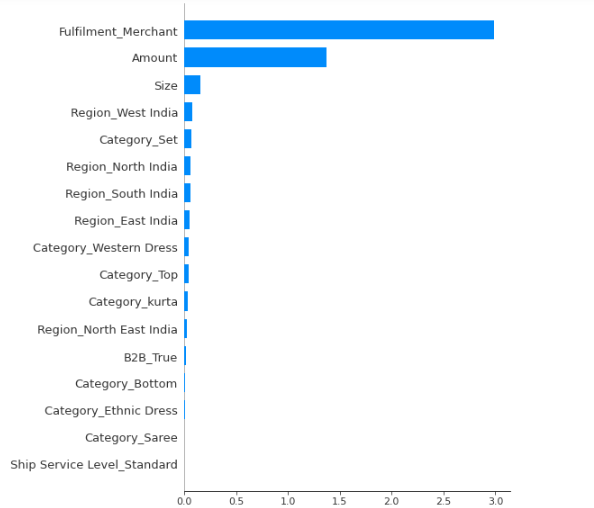 Fulfilment_Merchant
Amount
Size
Region_West India
Category_Set
Region_North India
Region_South India
Region_East India
Category_Western Dress
Category_Top
Category_kurta
Region_North East India
B2B_True
Category_Bottom
Category_Ethnic Dress
Category_Saree
Ship Service Level_Standard
0.0 0.5 1.0 1.5 2.0 2.5 3.0